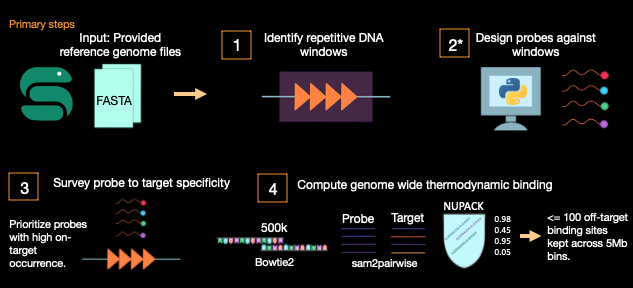 Primary steps
Input: Provided
reference genome files
FASTA
1
Identify repetitive DNA
windows
2*
Design probes against
windows
3
Survey probe to target specificity
Prioritize probes
with high on-
target
occurrence.
4
Compute genome wide thermodynamic binding
500k
Bowtie2
Probe
Target
sam2pairwise
NUPACK
0.98
0.45
0.95
0.05
<= 100 off-target
binding sites
kept across 5Mb
bins.